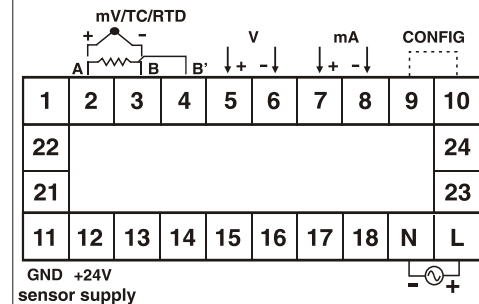 mV/TC/RTD
+ -
V mA CONFIG
A B B' + - + -
1 2 3 4 5 6 7 8 9 10
22 24
21 23
11 12 13 14 15 16 17 18 N L
GND +24V
- +
sensor supply